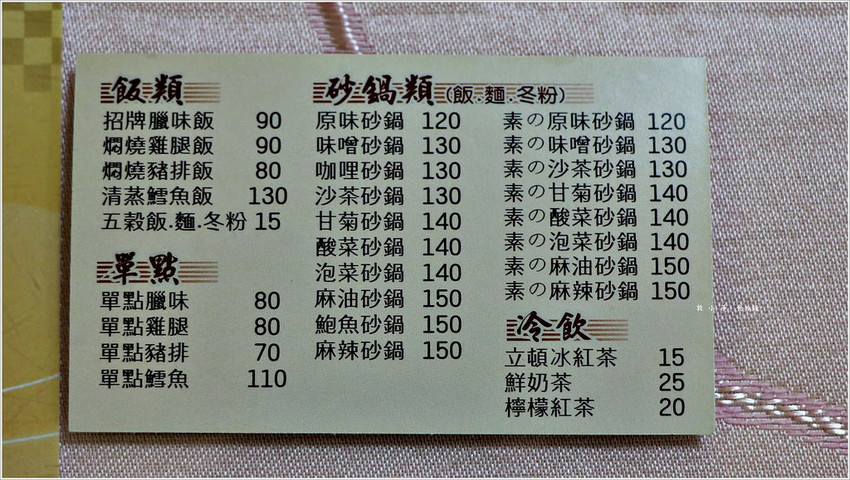 飯類
招牌臘味飯 90
燜燒雞腿飯 90
燜燒豬排飯 80
清蒸鱈魚飯 130
五穀飯.麵.冬粉 15
單點
單點臘味 80
單點雞腿 80
單點豬排 70
單點鱈魚 110
砂鍋類(飯.麵.冬粉)
原味砂鍋 120
味噌砂鍋 130
咖哩砂鍋 130
沙茶砂鍋 130
甘菊砂鍋 140
酸菜砂鍋 140
泡菜砂鍋 140
麻油砂鍋 150
鮑魚砂鍋 150
麻辣砂鍋 150
素の原味砂鍋 120
素の味噌砂鍋 130
素の沙茶砂鍋 130
素の甘菊砂鍋 140
素の酸菜砂鍋 140
素の泡菜砂鍋 140
素の麻油砂鍋 150
素の麻辣砂鍋 150
冷飲
立頓冰紅茶 15
鮮奶茶 25
檸檬紅茶 20